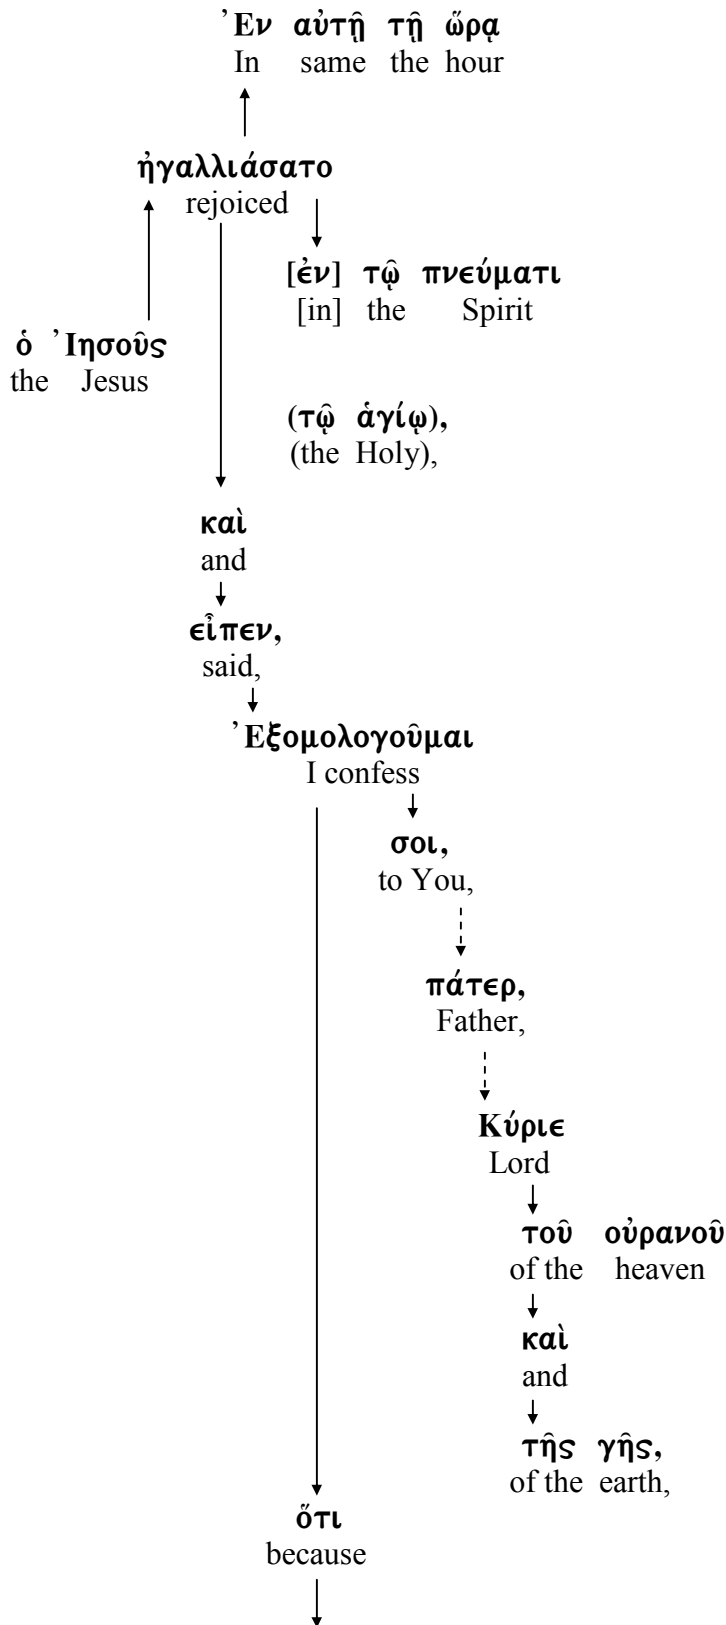 Ἐν αὐτῇ τῇ ὥρᾳ
In same the hour
ἠγαλλιάσατο
rejoiced
[ἐν] τῷ πνεύματι
[in] the Spirit
ὁ Ἰησοῦς
the Jesus
(τῷ ἁγίῳ),
(the Holy),
καὶ
and
εἶπεν,
said,
Ἐξομολογοῦμαι
I confess
σοι,
to You,
πάτερ,
Father,
Κύριε
Lord
τοῦ οὐρανοῦ
of the heaven
καὶ
and
τῆς γῆς,
of the earth,
ὅτι
because